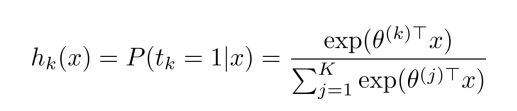 h_k(x) = P(t_k = 1|x) = \frac{\exp(\theta^{(k)\top} x)}{\sum_{j=1}^{K} \exp(\theta^{(j)\top} x)}